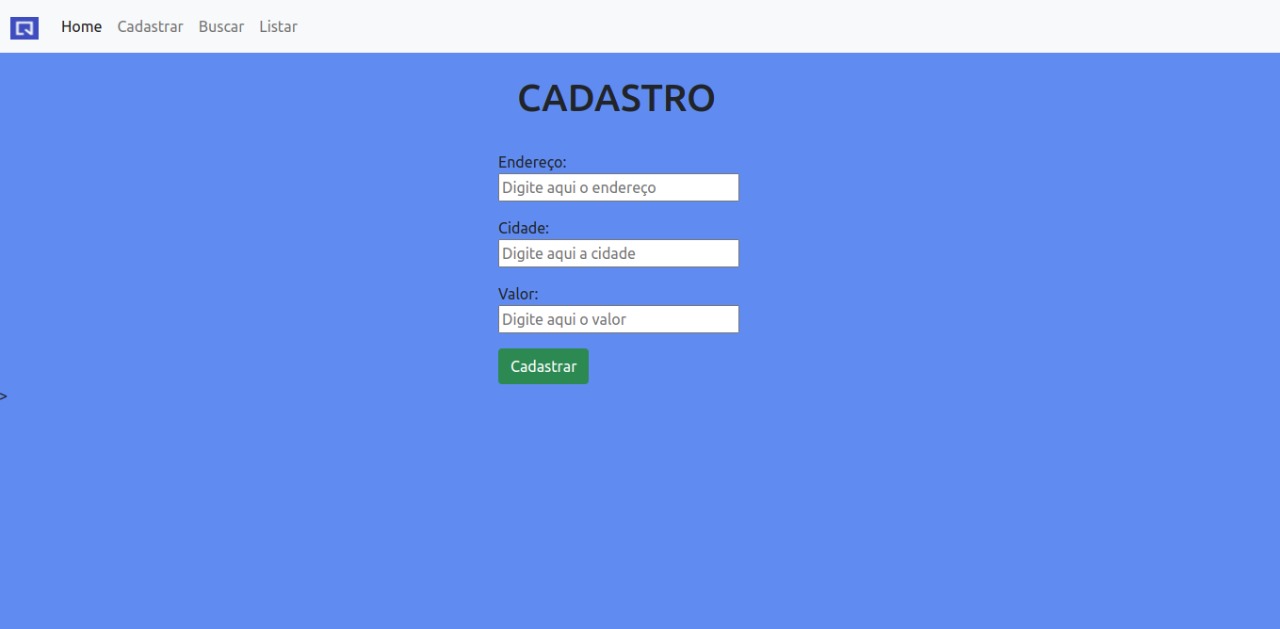 Home Cadastrar Buscar Listar
CADASTRO
Endereço:
Digite aqui o endereço
Cidade:
Digite aqui a cidade
Valor:
Digite aqui o valor
Cadastrar
>